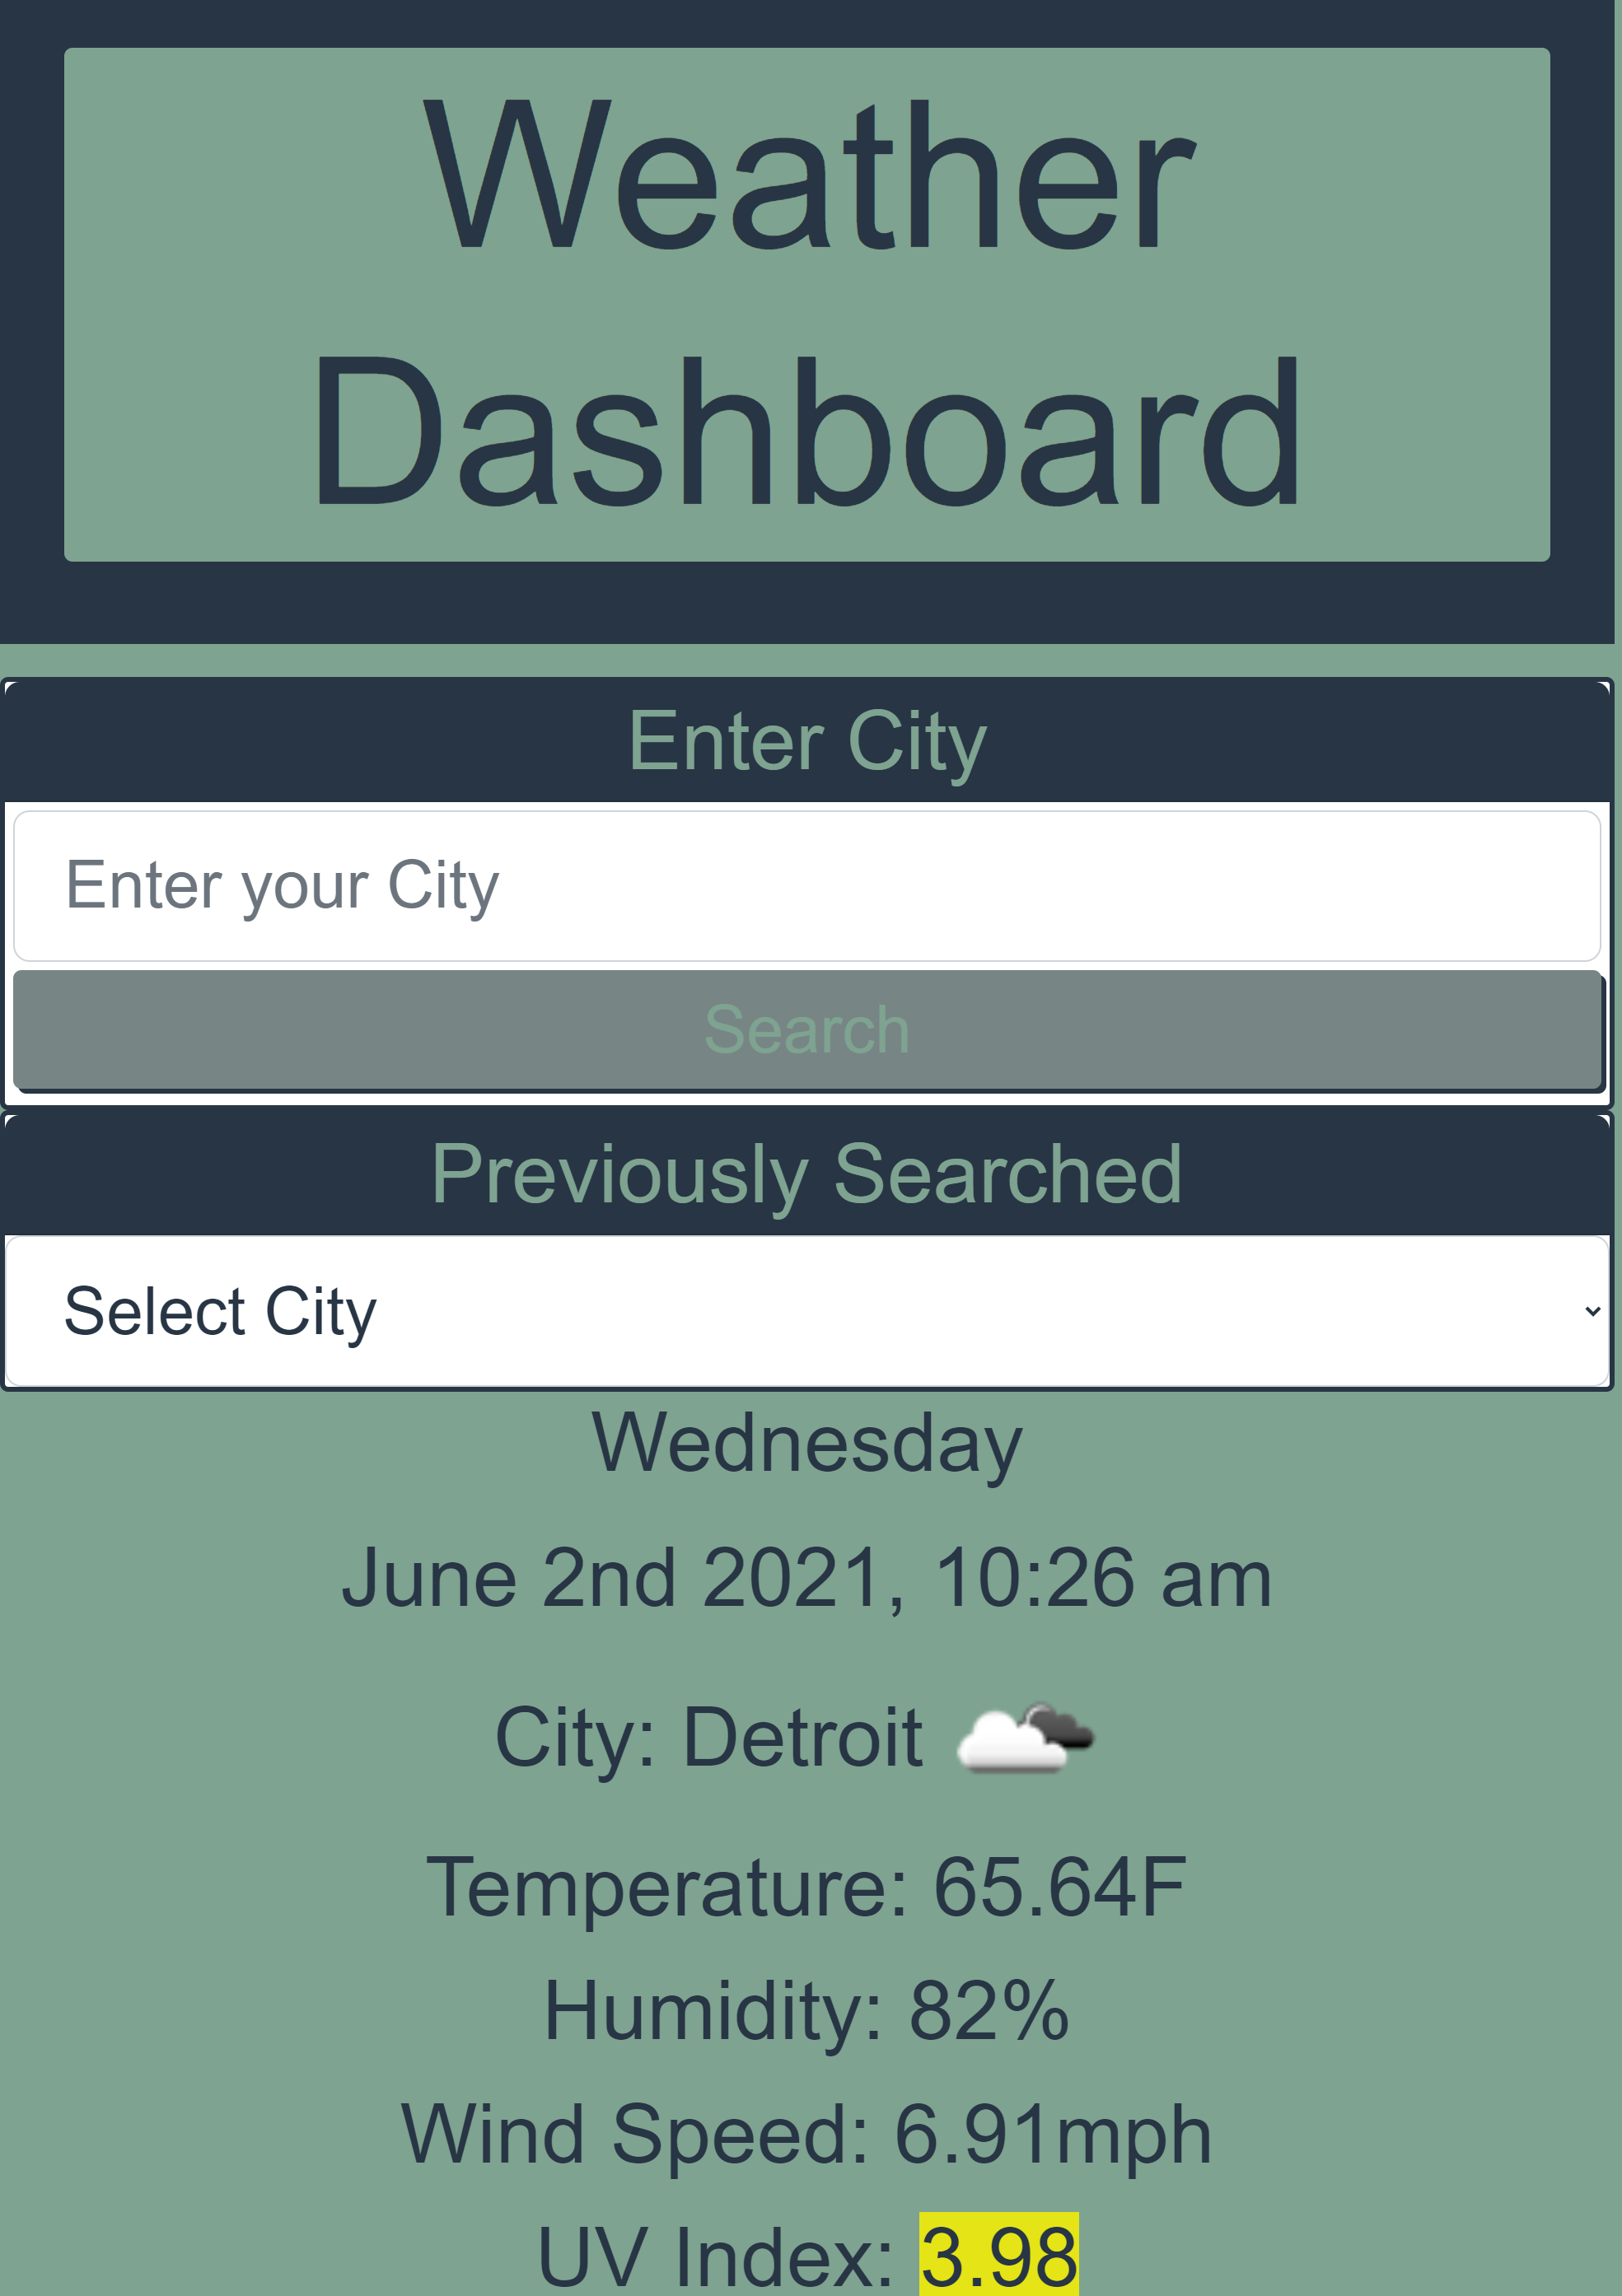 Weather
Dashboard
Enter City
Enter your City
Search
Previously Searched
Select City
Wednesday
June 2nd 2021, 10:26 am
City: Detroit
Temperature: 65.64F
Humidity: 82%
Wind Speed: 6.91mph
UV Index: 3.98